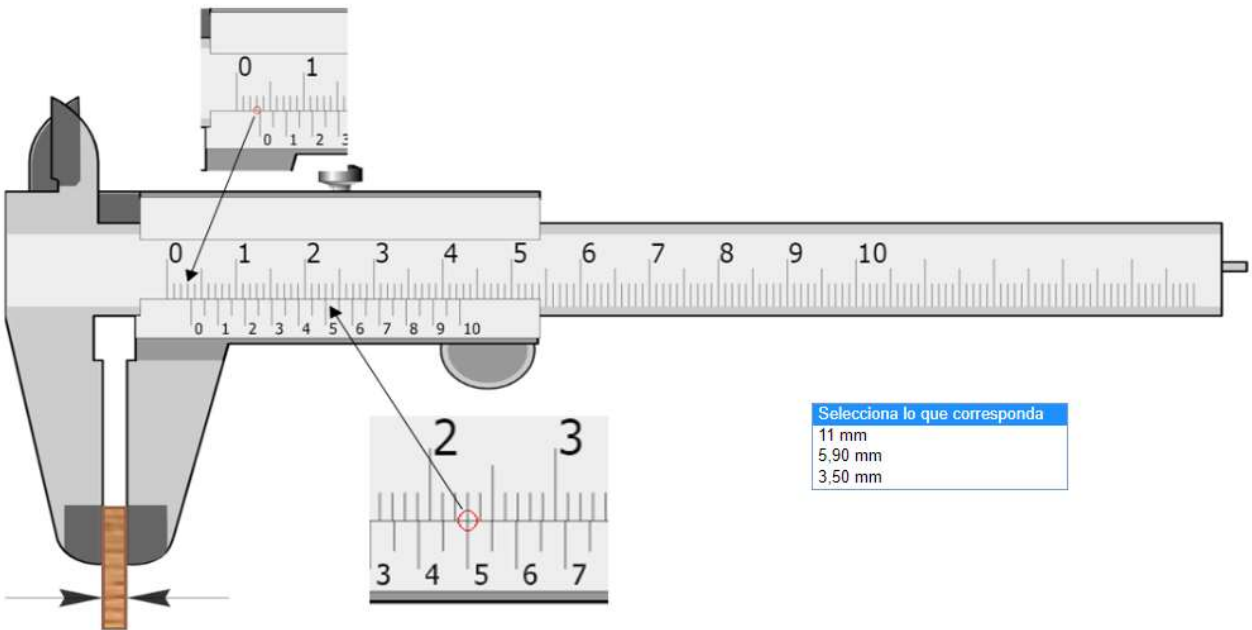 0 1
0 1 2 3
0 1 2 3 4 5 6 7 8 9 10
0 1 2 3 4 5 6 7 8 9 10
2 3
3 4 5 6 7
Selecciona lo que corresponda
11 mm
5,90 mm
3,50 mm